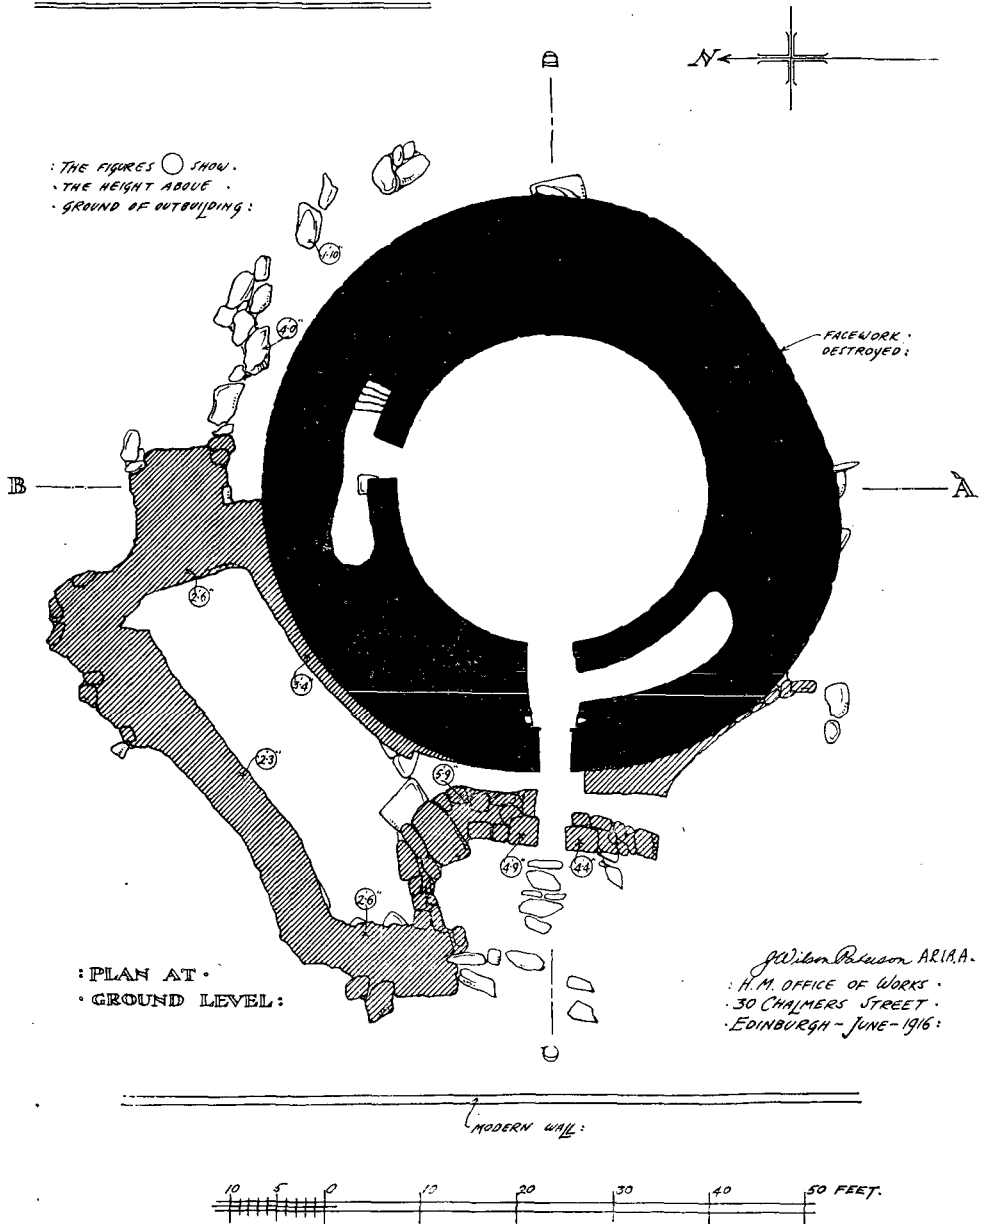 D
N
: THE FIGURES ◯ SHOW .
. THE HEIGHT ABOVE .
. GROUND OF OUTBUILDING :
1·10"
4·0"
FACEWORK .
DESTROYED :
B
A
2·6"
3·4"
2·3"
5·9"
4·9"
4·4"
2·6"
: PLAN AT .
. GROUND LEVEL :
J Wilson Paterson A.R.I.A.
: H.M. OFFICE OF WORKS .
. 30 CHALMERS STREET .
. EDINBURGH - JUNE - 1916 :
C
MODERN WALL :
10 5 0 10 20 30 40 50 FEET.